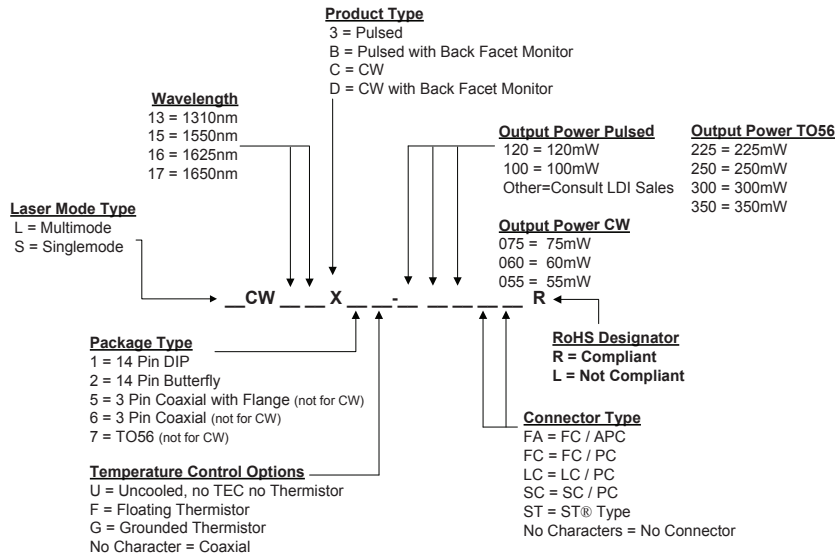 Product Type
3 = Pulsed
B = Pulsed with Back Facet Monitor
C = CW
D = CW with Back Facet Monitor
Wavelength
13 = 1310nm
15 = 1550nm
16 = 1625nm
17 = 1650nm
Output Power Pulsed
120 = 120mW
100 = 100mW
Other=Consult LDI Sales
Output Power TO56
225 = 225mW
250 = 250mW
300 = 300mW
350 = 350mW
Laser Mode Type
L = Multimode
S = Singlemode
Output Power CW
075 = 75mW
060 = 60mW
055 = 55mW
__CW __ __ X __ __-__ __ __ __ __ R
Package Type
1 = 14 Pin DIP
2 = 14 Pin Butterfly
5 = 3 Pin Coaxial with Flange (not for CW)
6 = 3 Pin Coaxial (not for CW)
7 = TO56 (not for CW)
RoHS Designator
R = Compliant
L = Not Compliant
Connector Type
FA = FC / APC
FC = FC / PC
LC = LC / PC
SC = SC / PC
ST = ST® Type
No Characters = No Connector
Temperature Control Options
U = Uncooled, no TEC no Thermistor
F = Floating Thermistor
G = Grounded Thermistor
No Character = Coaxial